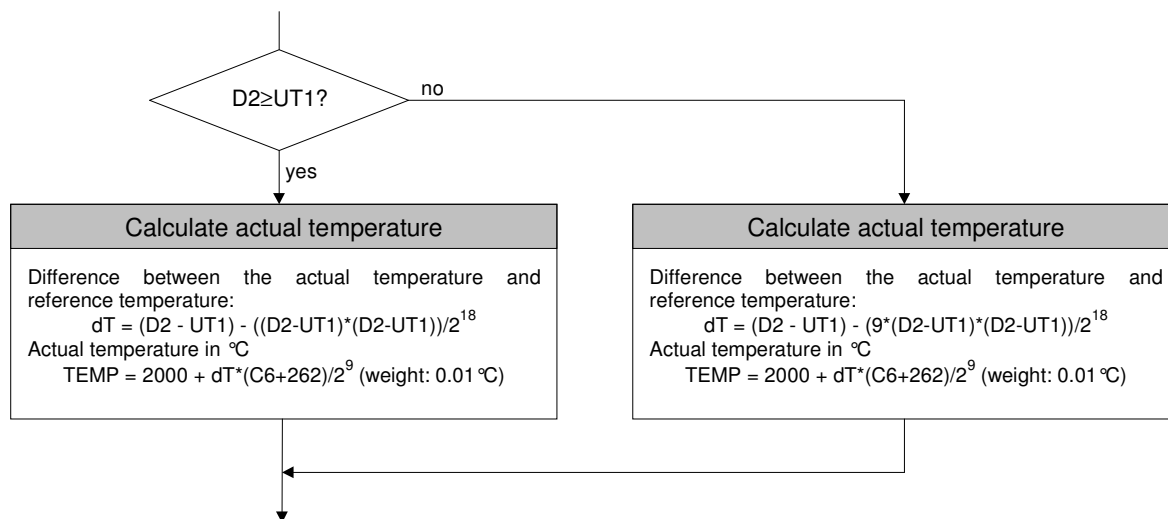 D2≥UT1?
no
yes
Calculate actual temperature
Difference between the actual temperature and
reference temperature:
dT = (D2 - UT1) - ((D2-UT1)*(D2-UT1))/2^18
Actual temperature in °C
TEMP = 2000 + dT*(C6+262)/2^9 (weight: 0.01°C)
Calculate actual temperature
Difference between the actual temperature and
reference temperature:
dT = (D2 - UT1) - (9*(D2-UT1)*(D2-UT1))/2^18
Actual temperature in °C
TEMP = 2000 + dT*(C6+262)/2^9 (weight: 0.01°C)